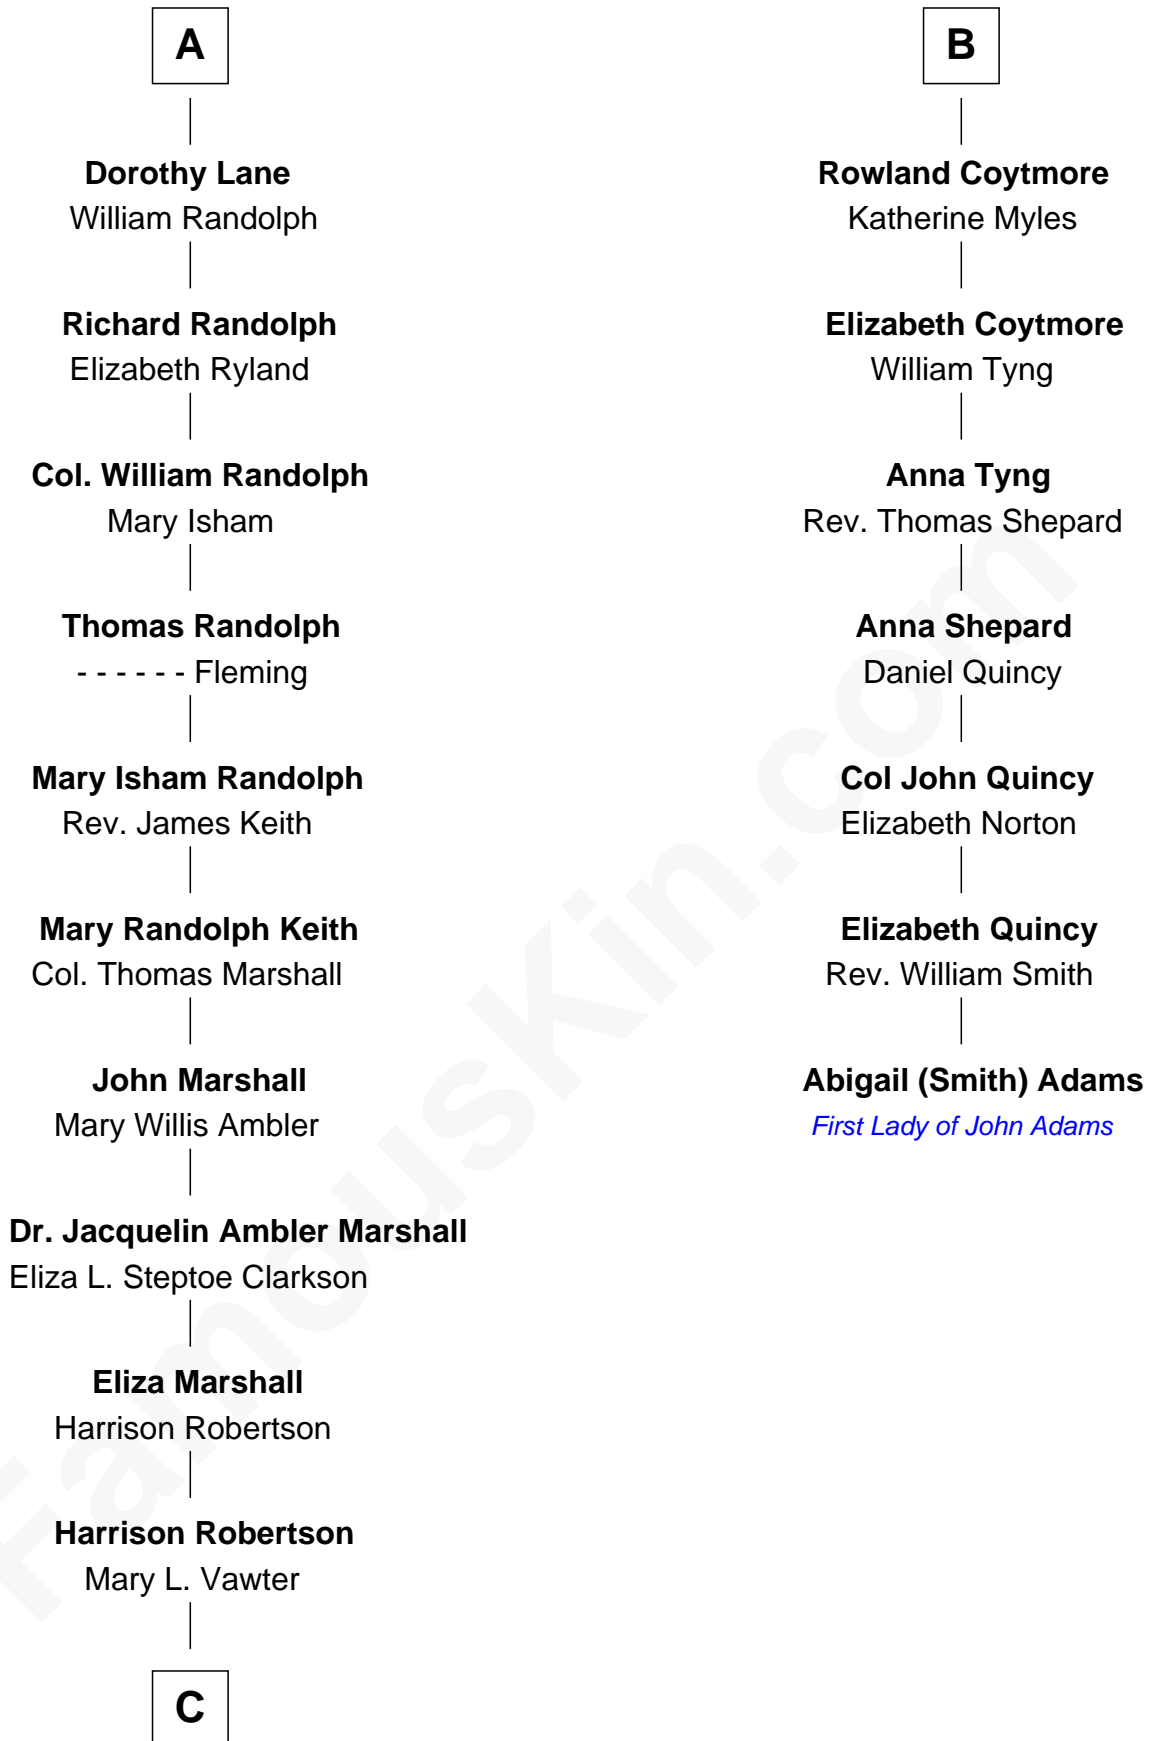 A
Dorothy Lane
William Randolph
Richard Randolph
Elizabeth Ryland
Col. William Randolph
Mary Isham
Thomas Randolph
- - - - - - Fleming
Mary Isham Randolph
Rev. James Keith
Mary Randolph Keith
Col. Thomas Marshall
John Marshall
Mary Willis Ambler
Dr. Jacquelin Ambler Marshall
Eliza L. Steptoe Clarkson
Eliza Marshall
Harrison Robertson
Harrison Robertson
Mary L. Vawter
C
B
Rowland Coytmore
Katherine Myles
Elizabeth Coytmore
William Tyng
Anna Tyng
Rev. Thomas Shepard
Anna Shepard
Daniel Quincy
Col John Quincy
Elizabeth Norton
Elizabeth Quincy
Rev. William Smith
Abigail (Smith) Adams
First Lady of John Adams
FamousKin.com